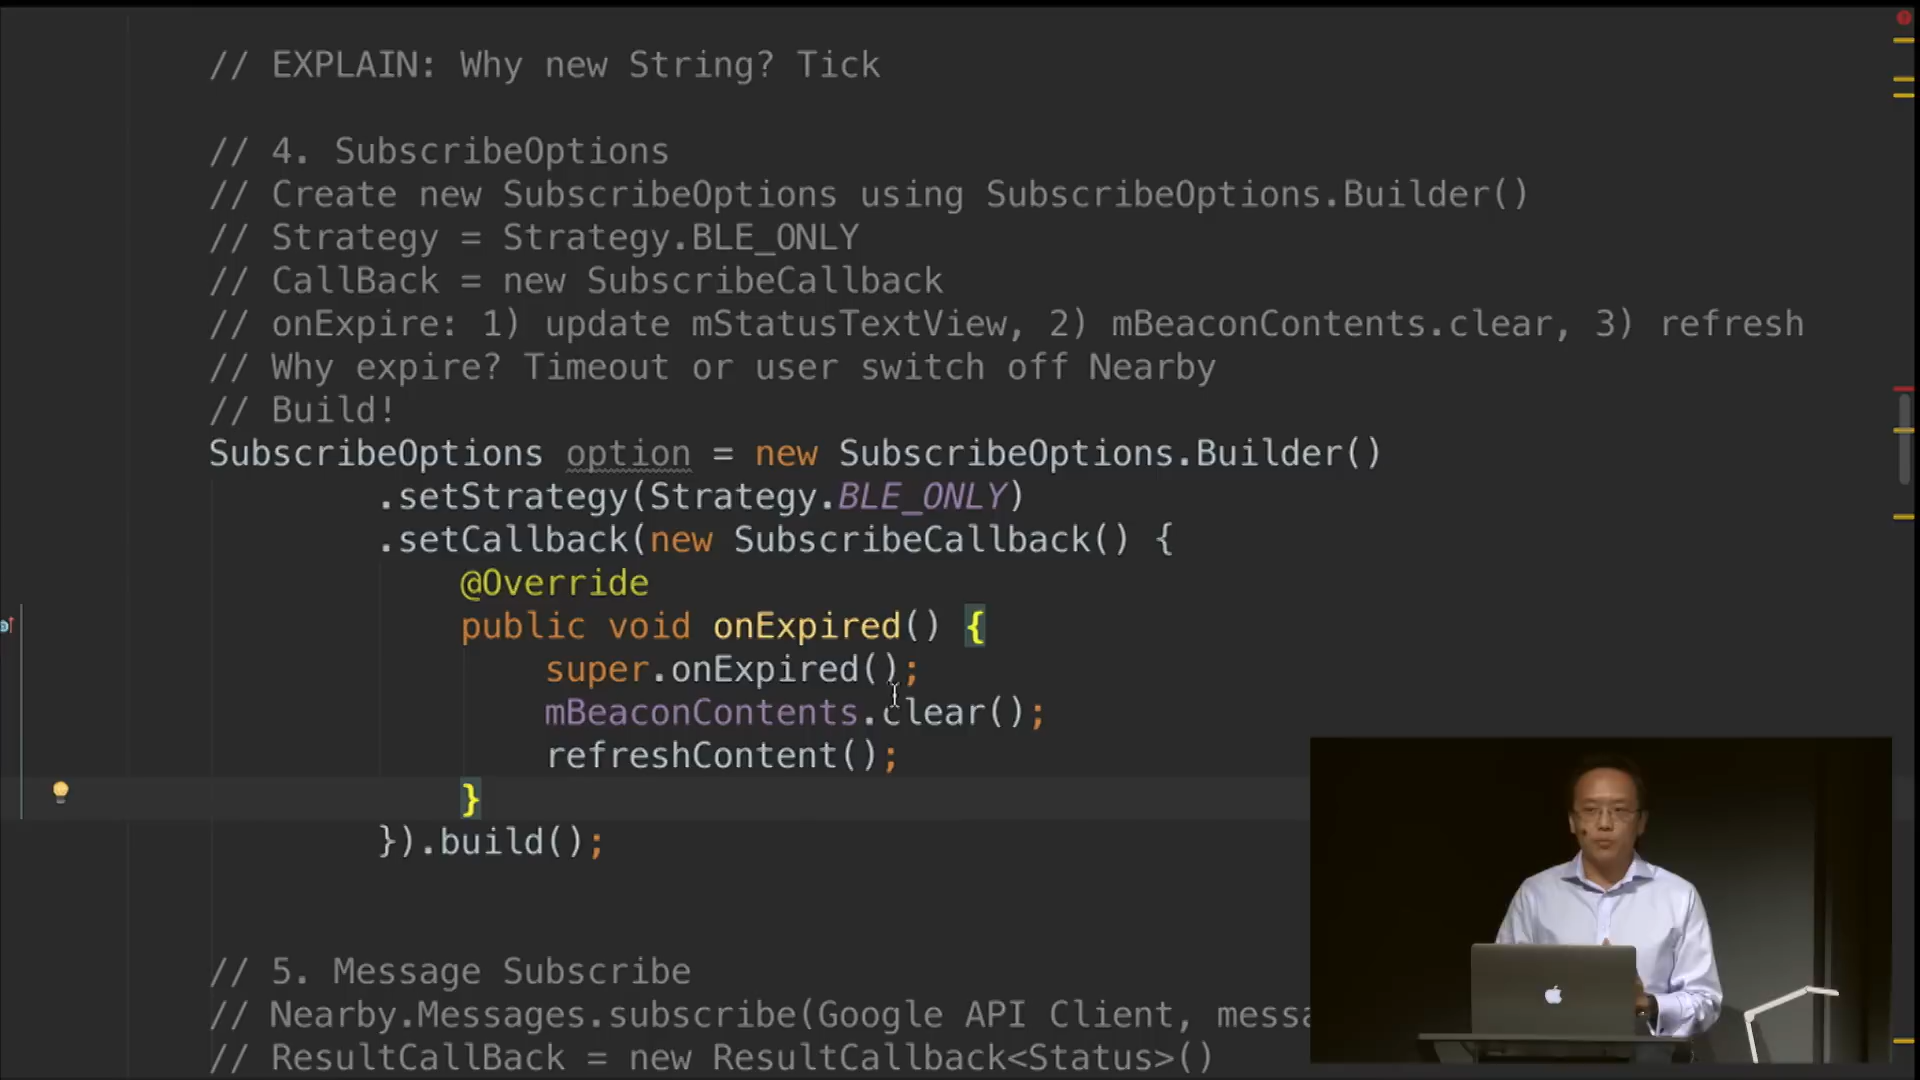 // EXPLAIN: Why new String? Tick
// 4. SubscribeOptions
// Create new SubscribeOptions using SubscribeOptions.Builder()
// Strategy = Strategy.BLE_ONLY
// CallBack = new SubscribeCallback
// onExpire: 1) update mStatusTextView, 2) mBeaconContents.clear, 3) refresh
// Why expire? Timeout or user switch off Nearby
// Build!
SubscribeOptions option = new SubscribeOptions.Builder()
.setStrategy(Strategy.BLE_ONLY)
.setCallback(new SubscribeCallback() {
@Override
public void onExpired() {
super.onExpired();
mBeaconContents.clear();
refreshContent();
}
}).build();
// 5. Message Subscribe
// Nearby.Messages.subscribe(Google API Client, messa
// ResultCallBack = new ResultCallback<Status>()